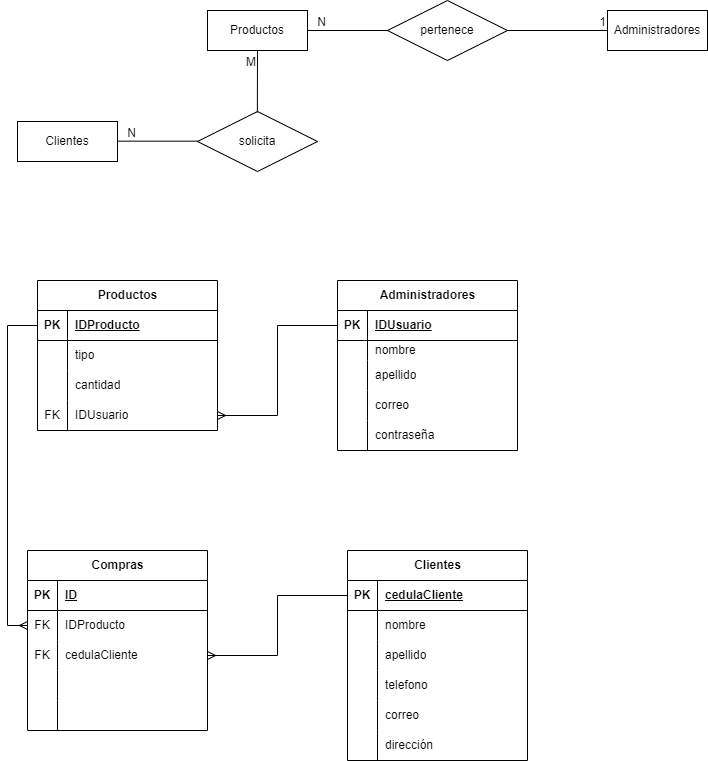 Productos
N
pertenece
1
Administradores
M
Clientes
N
solicita
Productos
PK IDProducto
tipo
cantidad
FK IDUsuario
Administradores
PK IDUsuario
nombre
apellido
correo
contraseña
Compras
PK ID
FK IDProducto
FK cedulaCliente
Clientes
PK cedulaCliente
nombre
apellido
telefono
correo
dirección